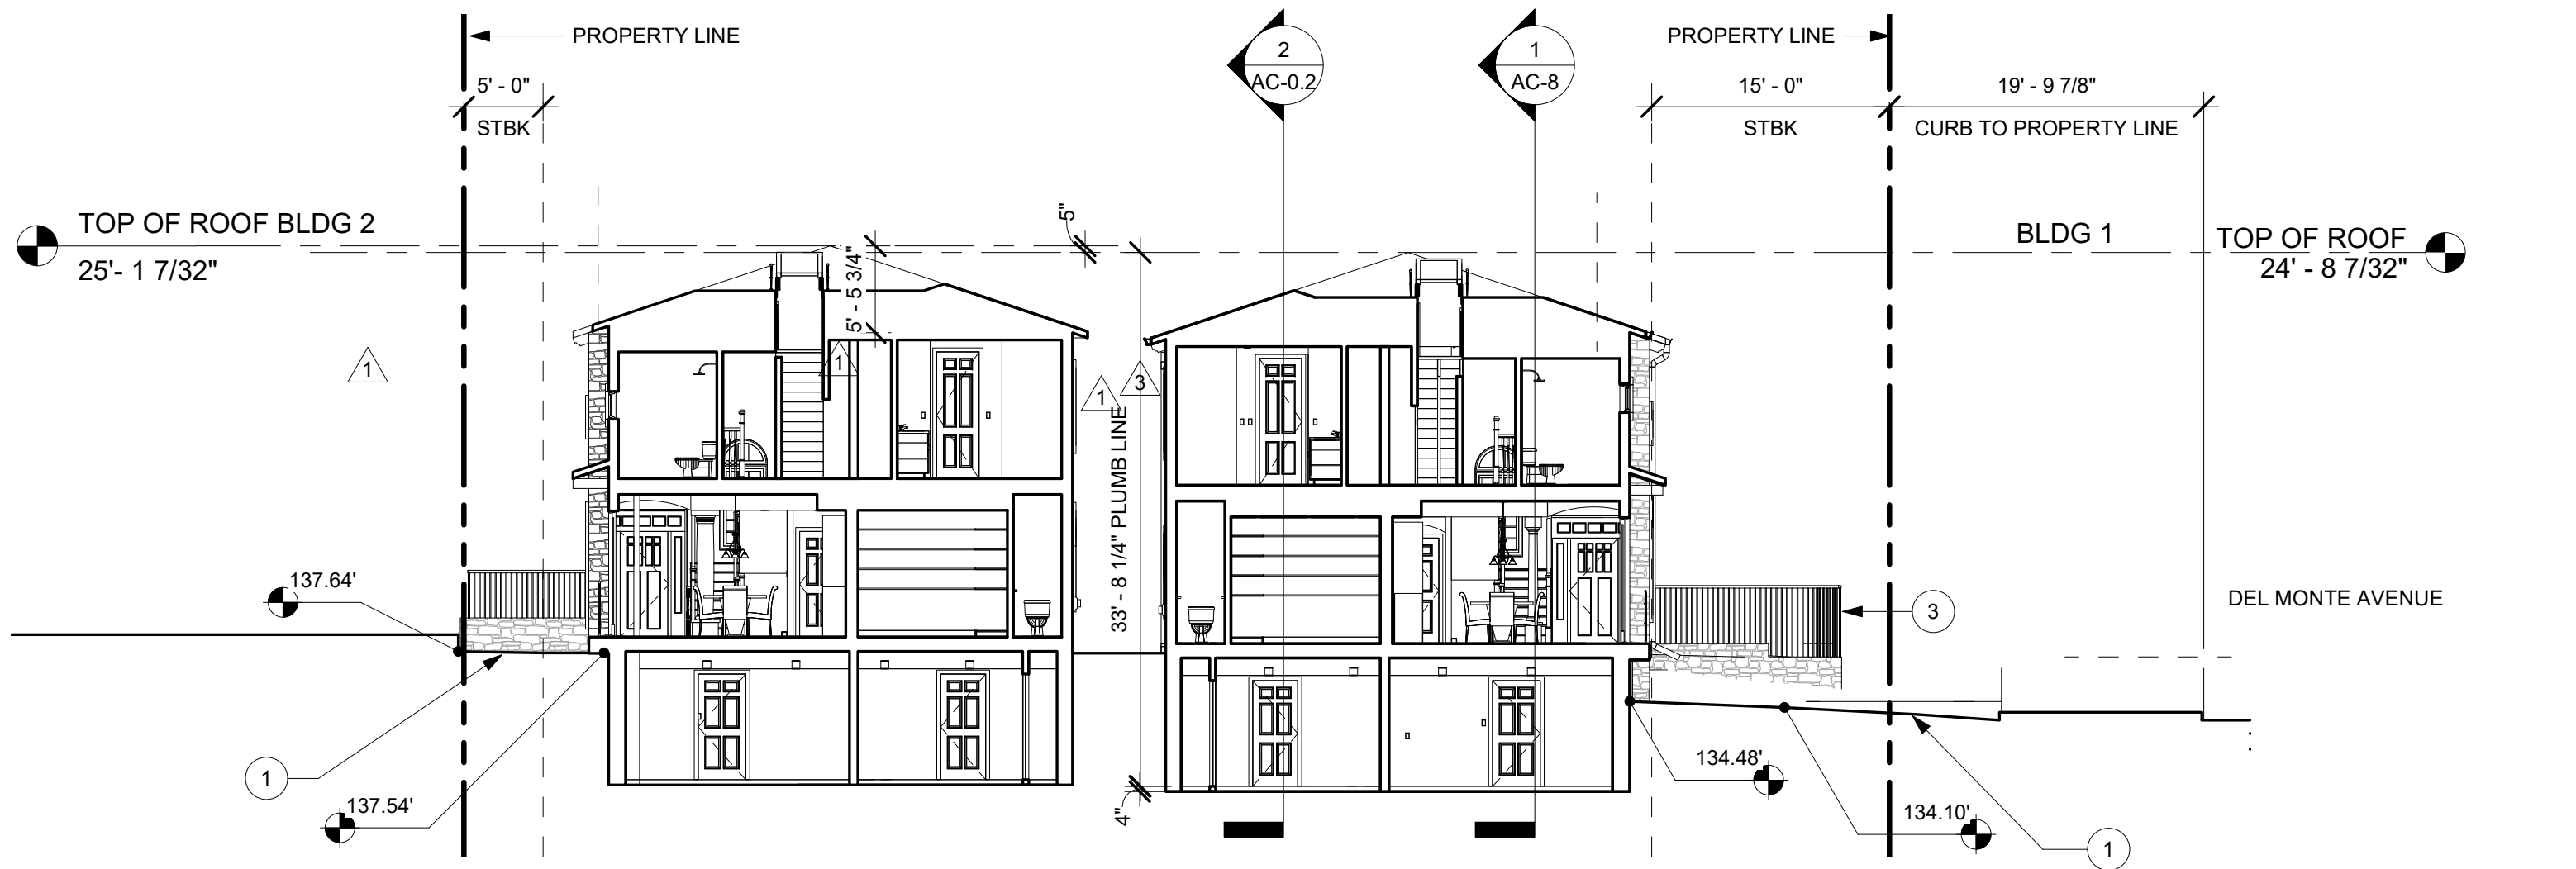 PROPERTY LINE
2
AC-0.2
1
AC-8
PROPERTY LINE
5' - 0"
STBK
15' - 0"
STBK
19' - 9 7/8"
CURB TO PROPERTY LINE
TOP OF ROOF BLDG 2
25'- 1 7/32"
5"
BLDG 1
TOP OF ROOF
24' - 8 7/32"
5' - 5 3/4"
1
1
1
3
33' - 8 1/4" PLUMB LINE
137.64'
3
DEL MONTE AVENUE
1
137.54'
4"
134.48'
134.10'
1